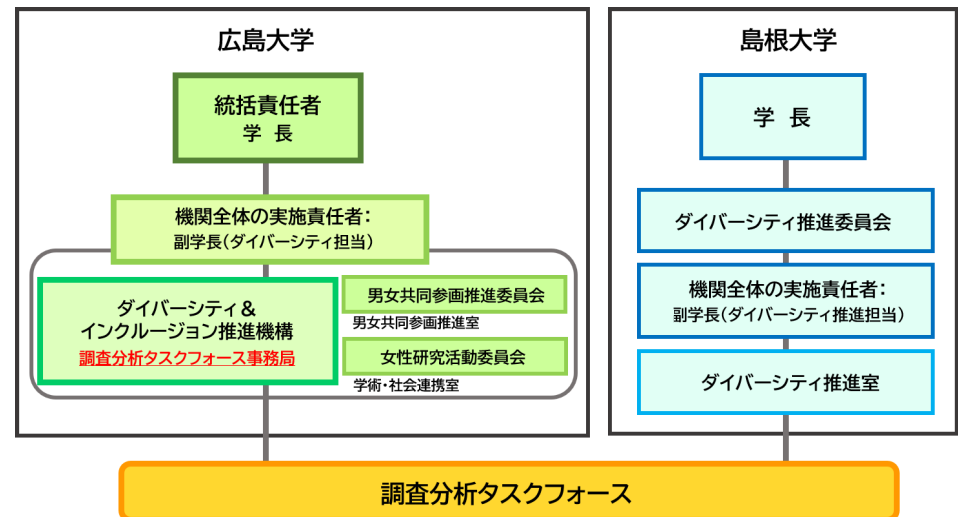 広島大学
統括責任者
学 長
機関全体の実施責任者：
副学長（ダイバーシティ担当）
ダイバーシティ＆
インクルージョン推進機構
調査分析タスクフォース事務局
男女共同参画推進委員会
男女共同参画推進室
女性研究活動委員会
学術・社会連携室
島根大学
学 長
ダイバーシティ推進委員会
機関全体の実施責任者：
副学長（ダイバーシティ推進担当）
ダイバーシティ推進室
調査分析タスクフォース